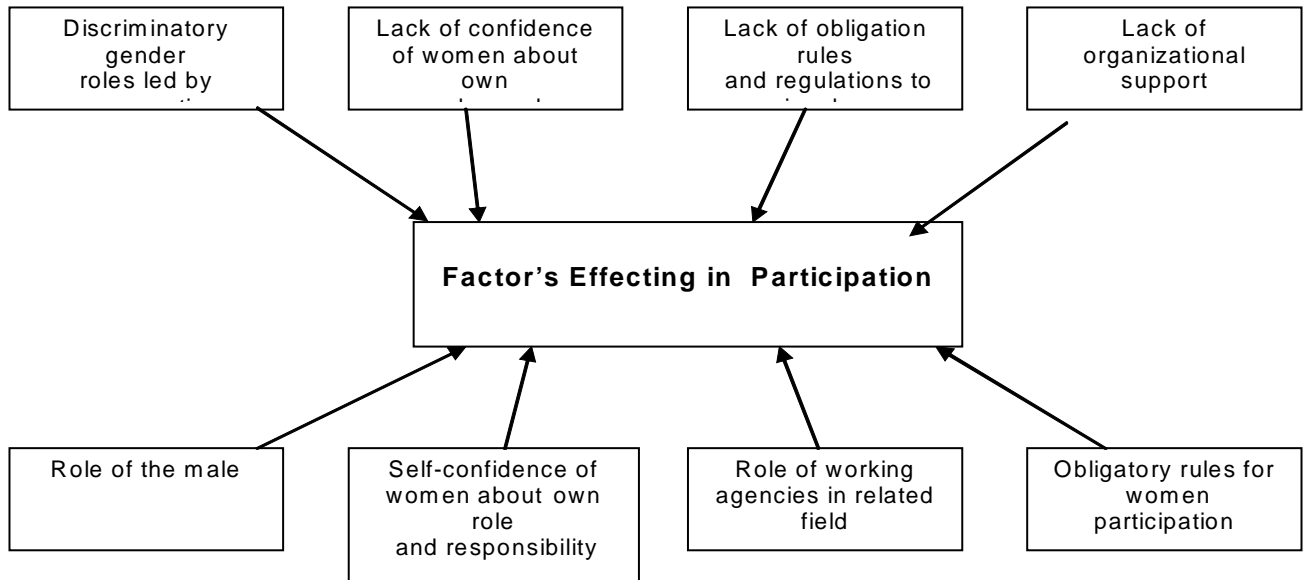 Discriminatory
gender
roles led by
Lack of confidence
of women about
own
Lack of obligation
rules
and regulations to
Lack of
organizational
support
Factor’s Effecting in Participation
Role of the male
Self-confidence of
women about own
role
and responsibility
Role of working
agencies in related
field
Obligatory rules for
women
participation